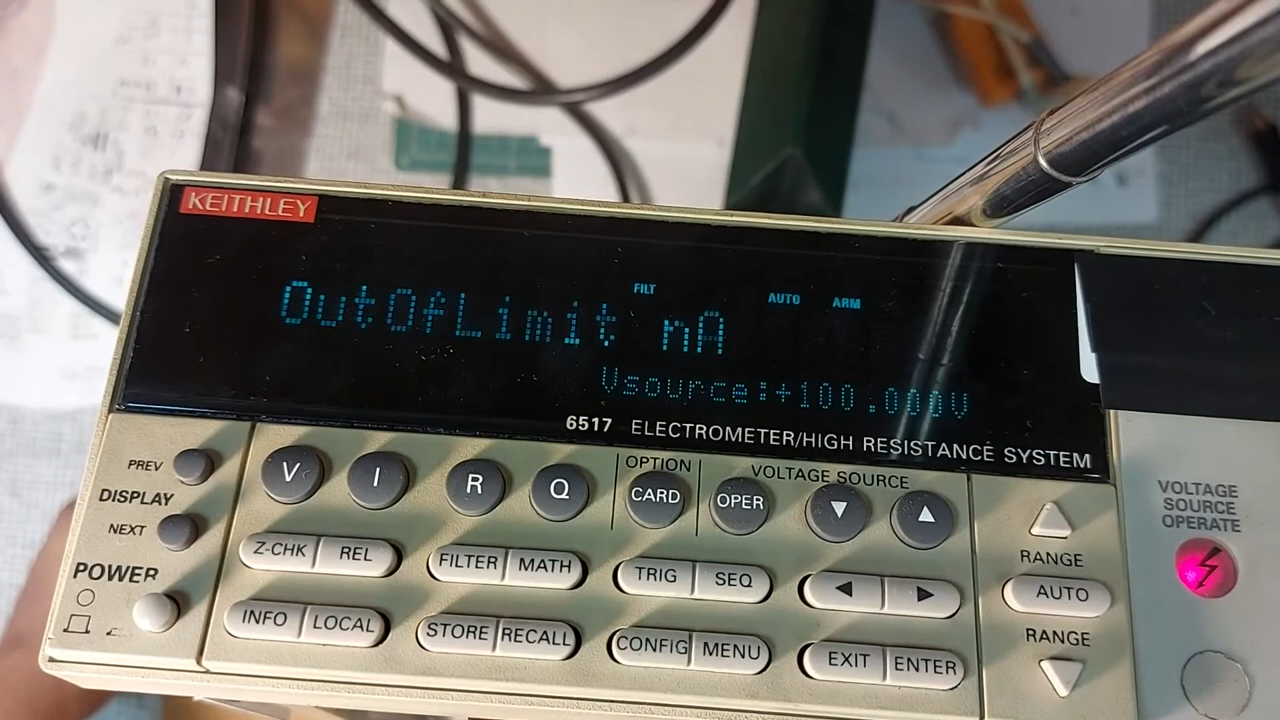 KEITHLEY
FILT AUTO ARM
OutOfLimit nA
Vsource:+100.000V
6517 ELECTROMETER/HIGH RESISTANCE SYSTEM
PREV
DISPLAY
NEXT
POWER
V I R Q
OPTION
CARD
VOLTAGE SOURCE
OPER ▼ ▲
Z-CHK REL FILTER MATH TRIG SEQ ◄ ►
INFO LOCAL STORE RECALL CONFIG MENU EXIT ENTER
RANGE
AUTO
RANGE
VOLTAGE
SOURCE
OPERATE